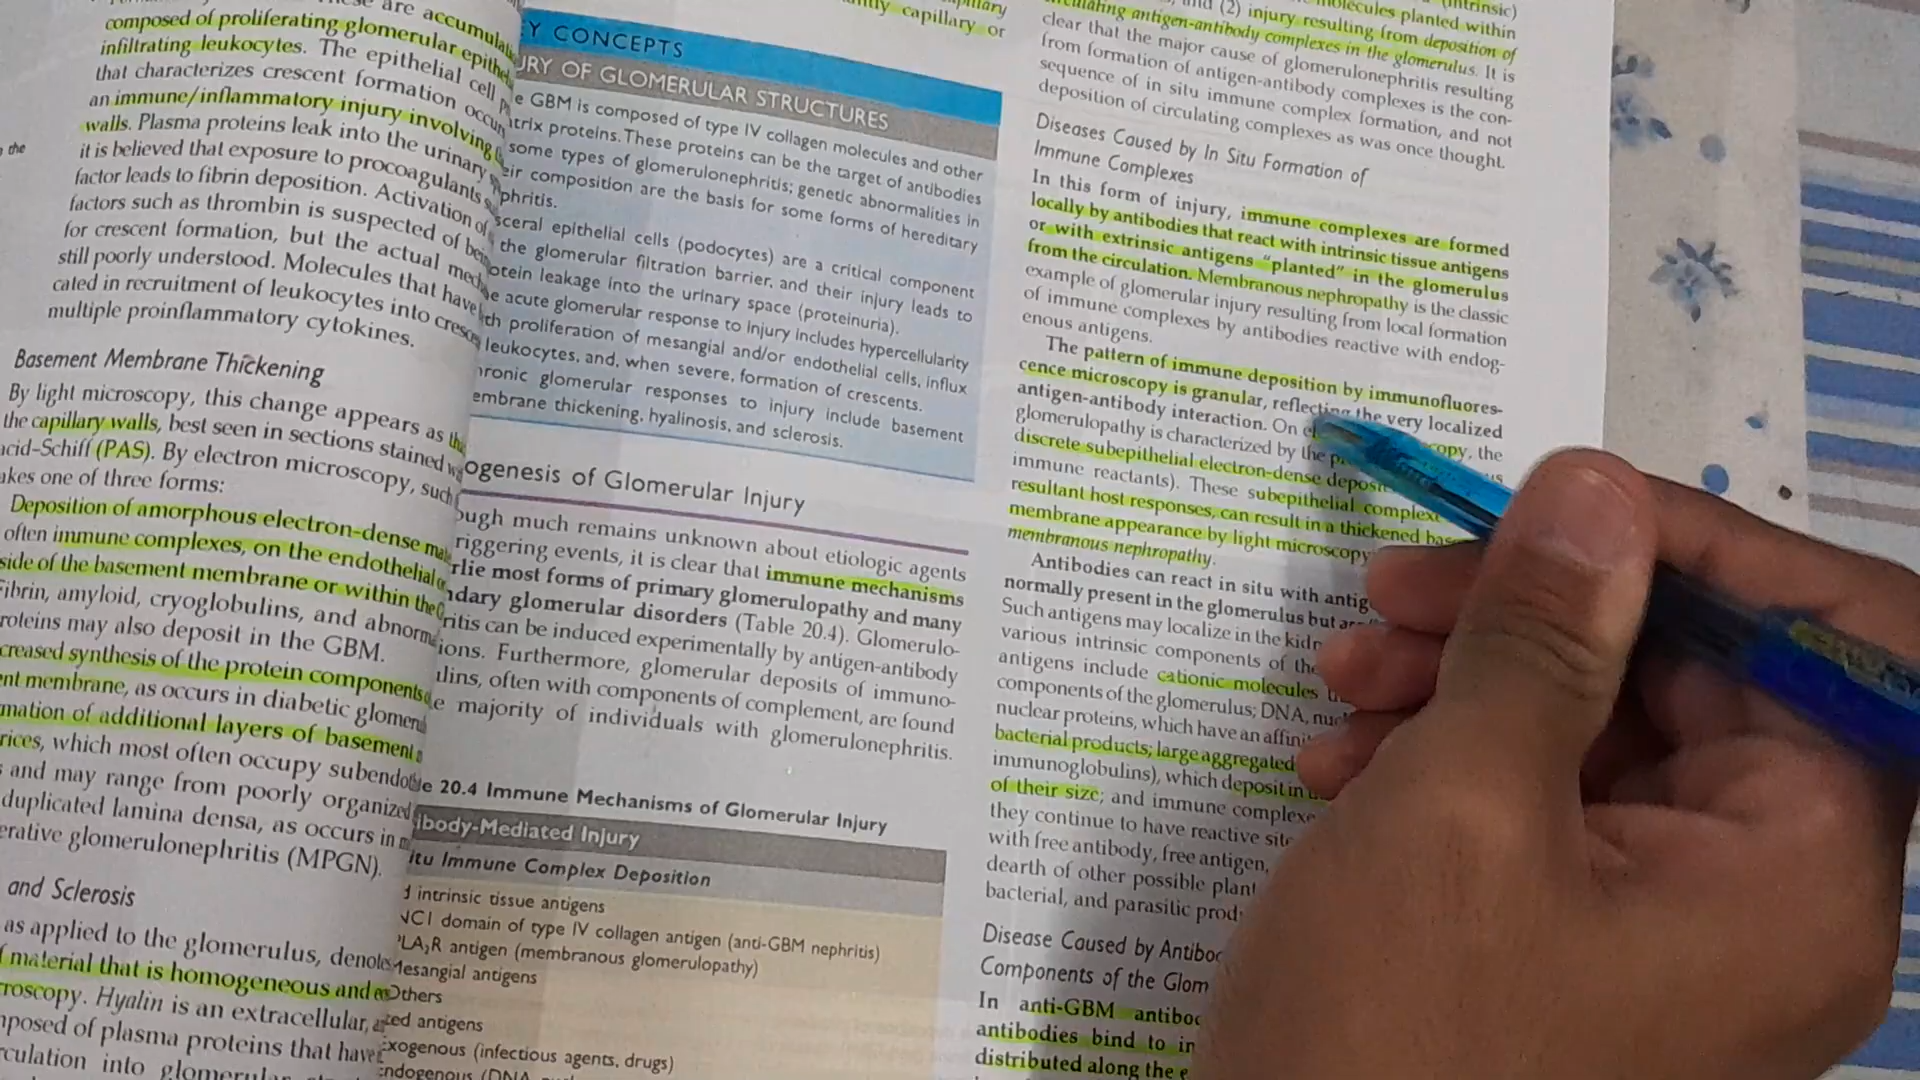 the
These are accumulati
composed of proliferating glomerular epithe
infiltrating leukocytes. The epithelial cell
that characterizes crescent formation occur
an immune/inflammatory injury involving
walls. Plasma proteins leak into the urinary
it is believed that exposure to procoagulants
factor leads to fibrin deposition. Activation of
factors such as thrombin is suspected of bein
for crescent formation, but the actual mech
still poorly understood. Molecules that have
cated in recruitment of leukocytes into cresc
multiple proinflammatory cytokines.
Basement Membrane Thickening
By light microscopy, this change appears as
the capillary walls, best seen in sections stained
acid-Schiff (PAS). By electron microscopy, such
akes one of three forms:
Deposition of amorphous electron-dense ma
often immune complexes, on the endothelial
side of the basement membrane or within the
Fibrin, amyloid, cryoglobulins, and abnorm
roteins may also deposit in the GBM.
creased synthesis of the protein components
ent membrane, as occurs in diabetic glomeru
mation of additional layers of basement
rices, which most often occupy subendo
and may range from poorly organized
duplicated lamina densa, as occurs in m
erative glomerulonephritis (MPGN).
and Sclerosis
as applied to the glomerulus, denote
material that is homogeneous and eo
roscopy. Hyalin is an extracellular, a
mposed of plasma proteins that have
rculation into glomerular
capillary or
EY CONCEPTS
URY OF GLOMERULAR STRUCTURES
e GBM is composed of type IV collagen molecules and other
trix proteins. These proteins can be the target of antibodies
some types of glomerulonephritis; genetic abnormalities in
eir composition are the basis for some forms of hereditary
phritis.
sceral epithelial cells (podocytes) are a critical component
the glomerular filtration barrier, and their injury leads to
otein leakage into the urinary space (proteinuria).
e acute glomerular response to injury includes hypercellularity
th proliferation of mesangial and/or endothelial cells, influx
leukocytes, and, when severe, formation of crescents.
hronic glomerular responses to injury include basement
embrane thickening, hyalinosis, and sclerosis.
ogenesis of Glomerular Injury
ough much remains unknown about etiologic agents
riggering events, it is clear that immune mechanisms
rlie most forms of primary glomerulopathy and many
ndary glomerular disorders (Table 20.4). Glomerulo-
ritis can be induced experimentally by antigen-antibody
ions. Furthermore, glomerular deposits of immuno-
ulins, often with components of complement, are found
e majority of individuals with glomerulonephritis.
le 20.4 Immune Mechanisms of Glomerular Injury
ibody-Mediated Injury
itu Immune Complex Deposition
d intrinsic tissue antigens
NC1 domain of type IV collagen antigen (anti-GBM nephritis)
PLA₂R antigen (membranous glomerulopathy)
Mesangial antigens
Others
ted antigens
Exogenous (infectious agents, drugs)
Endogenous (DNA,
molecules planted within
and (2) injury resulting from deposition of
culating antigen-antibody complexes in the glomerulus. It is
clear that the major cause of glomerulonephritis resulting
from formation of antigen-antibody complexes is the con-
sequence of in situ immune complex formation, and not
deposition of circulating complexes as was once thought.
Diseases Caused by In Situ Formation of
Immune Complexes
In this form of injury, immune complexes are formed
locally by antibodies that react with intrinsic tissue antigens
or with extrinsic antigens "planted" in the glomerulus
from the circulation. Membranous nephropathy is the classic
example of glomerular injury resulting from local formation
of immune complexes by antibodies reactive with endog-
enous antigens.
The pattern of immune deposition by immunofluores-
cence microscopy is granular, reflecting the very localized
antigen-antibody interaction. On copy, the
glomerulopathy is characterized by the
discrete subepithelial electron-dense deposi
immune reactants). These subepithelial complex
resultant host responses, can result in a thickened bas
membrane appearance by light microscopy
membranous nephropathy.
Antibodies can react in situ with antig
normally present in the glomerulus but are
Such antigens may localize in the kidn
various intrinsic components of the
antigens include cationic molecules
components of the glomerulus; DNA, nuc
nuclear proteins, which have an affini
bacterial products; large aggregated
immunoglobulins), which deposit in
of their size; and immune complexe
they continue to have reactive site
with free antibody, free antigen,
dearth of other possible plant
bacterial, and parasitic prod
Disease Caused by Antibod
Components of the Glom
In anti-GBM antibod
antibodies bind to in
distributed along the e